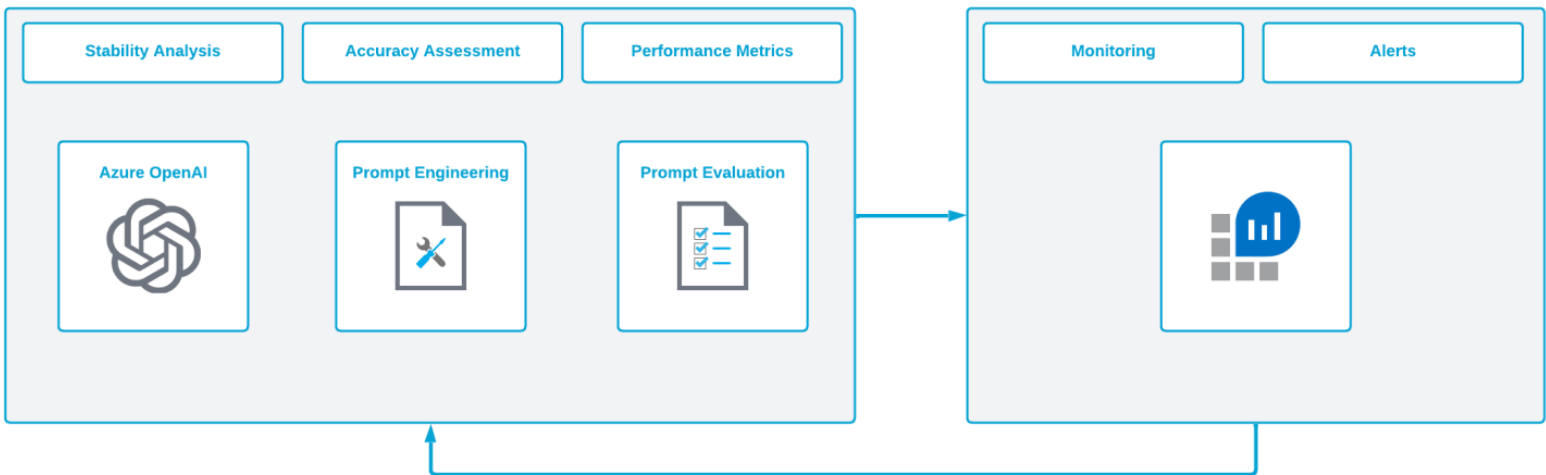 Stability Analysis
Accuracy Assessment
Performance Metrics
Azure OpenAI
Prompt Engineering
Prompt Evaluation
Monitoring
Alerts